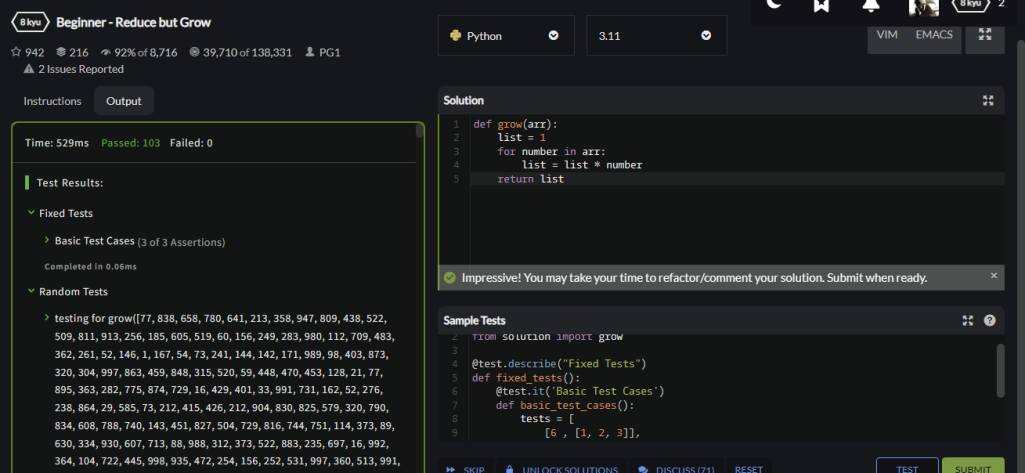 8 kyu Beginner - Reduce but Grow
942 216 92% of 8,716 39,710 of 138,331 PG1
2 Issues Reported
Instructions Output
Time: 529ms Passed: 103 Failed: 0
Test Results:
Fixed Tests
Basic Test Cases (3 of 3 Assertions)
Completed in 0.06ms
Random Tests
testing for grow([77, 838, 658, 780, 641, 213, 358, 947, 809, 438, 522,
509, 811, 913, 256, 185, 605, 519, 60, 156, 249, 283, 980, 112, 709, 483,
362, 261, 52, 146, 1, 167, 54, 73, 241, 144, 142, 171, 989, 98, 403, 873,
320, 304, 997, 863, 459, 848, 315, 520, 59, 448, 470, 453, 128, 21, 77,
895, 363, 282, 775, 874, 729, 16, 429, 401, 33, 991, 731, 162, 52, 276,
238, 864, 29, 585, 73, 212, 415, 426, 212, 904, 830, 825, 579, 320, 790,
834, 608, 788, 740, 143, 451, 827, 504, 729, 816, 744, 751, 114, 373, 89,
630, 334, 930, 607, 713, 88, 988, 312, 373, 522, 883, 235, 697, 16, 992,
364, 104, 722, 445, 998, 935, 472, 254, 156, 252, 531, 997, 360, 513, 991,
8 kyu 2
Python 3.11
VIM EMACS
Solution
1 def grow(arr):
2 list = 1
3 for number in arr:
4 list = list * number
5 return list
Impressive! You may take your time to refactor/comment your solution. Submit when ready. ×
Sample Tests
2 from solution import grow
3
4 @test.describe("Fixed Tests")
5 def fixed_tests():
6 @test.it('Basic Test Cases')
7 def basic_test_cases():
8 tests = [
9 [6 , [1, 2, 3]],
SKIP UNLOCK SOLUTIONS DISCUSS (71) RESET TEST SUBMIT